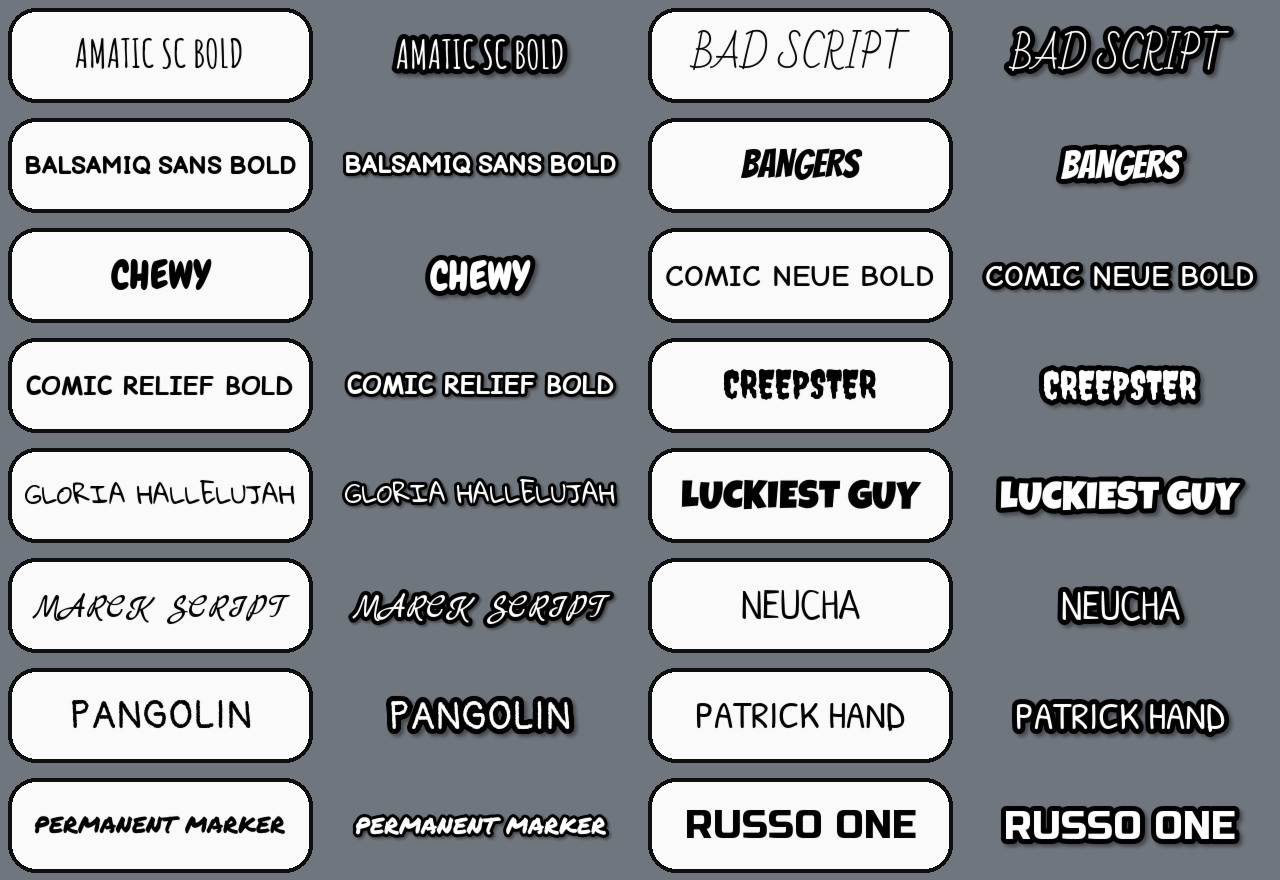 AMATIC SC BOLD AMATIC SC BOLD BAD SCRIPT BAD SCRIPT
BALSAMIQ SANS BOLD BALSAMIQ SANS BOLD BANGERS BANGERS
CHEWY CHEWY COMIC NEUE BOLD COMIC NEUE BOLD
COMIC RELIEF BOLD COMIC RELIEF BOLD CREEPSTER CREEPSTER
GLORIA HALLELUJAH GLORIA HALLELUJAH LUCKIEST GUY LUCKIEST GUY
MARCK SCRIPT MARCK SCRIPT NEUCHA NEUCHA
PANGOLIN PANGOLIN PATRICK HAND PATRICK HAND
PERMANENT MARKER PERMANENT MARKER RUSSO ONE RUSSO ONE